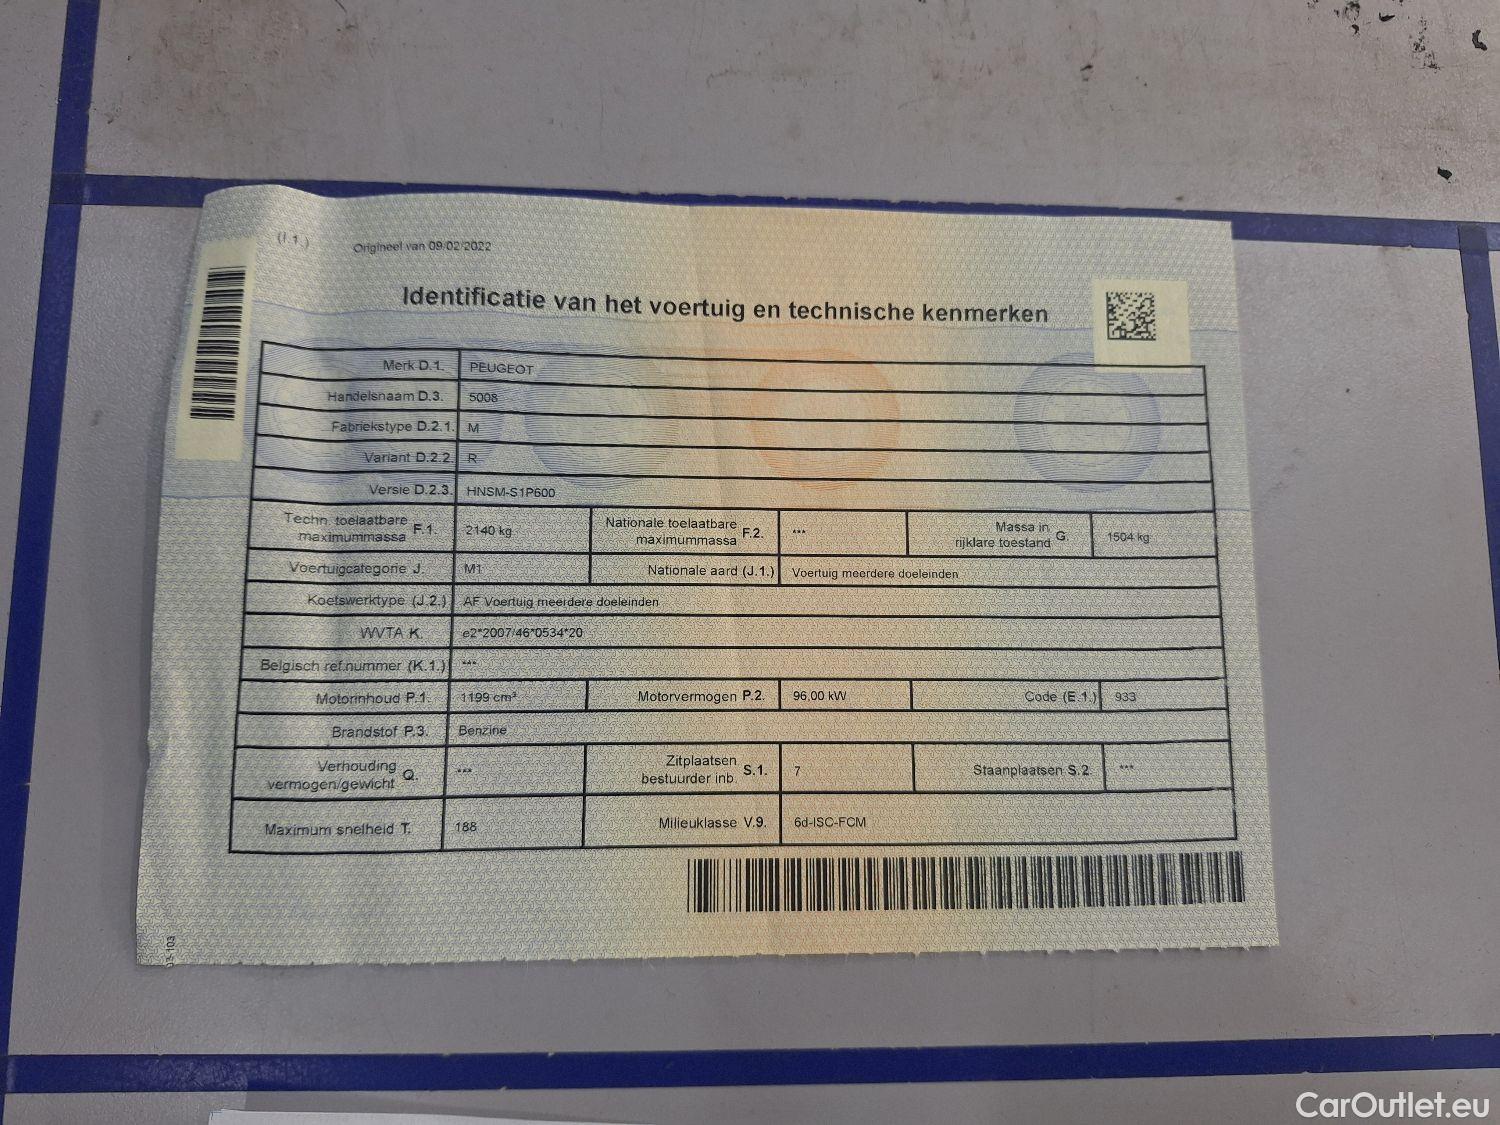 (I.1.)
Origineel van 09/02/2022
Identificatie van het voertuig en technische kenmerken
Merk D.1. PEUGEOT
Handelsnaam D.3. 5008
Fabriekstype D.2.1. M
Variant D.2.2. R
Versie D.2.3. HNSM-S1P600
Techn. toelaatbare maximummassa F.1. 2140 kg Nationale toelaatbare maximummassa F.2. *** Massa in rijklare toestand G. 1504 kg
Voertuigcategorie J. M1 Nationale aard (J.1.) Voertuig meerdere doeleinden
Koetswerktype (J.2.) AF Voertuig meerdere doeleinden
WVTA K. e2*2007/46*0534*20
Belgisch ref.nummer (K.1.) ***
Motorinhoud P.1. 1199 cm³ Motorvermogen P.2. 96,00 kW Code (E.1.) 933
Brandstof P.3. Benzine
Verhouding vermogen/gewicht Q. *** Zitplaatsen bestuurder inb. S.1. 7 Staanplaatsen S.2. ***
Maximum snelheid T. 188 Milieuklasse V.9. 6d-ISC-FCM
CarOutlet.eu